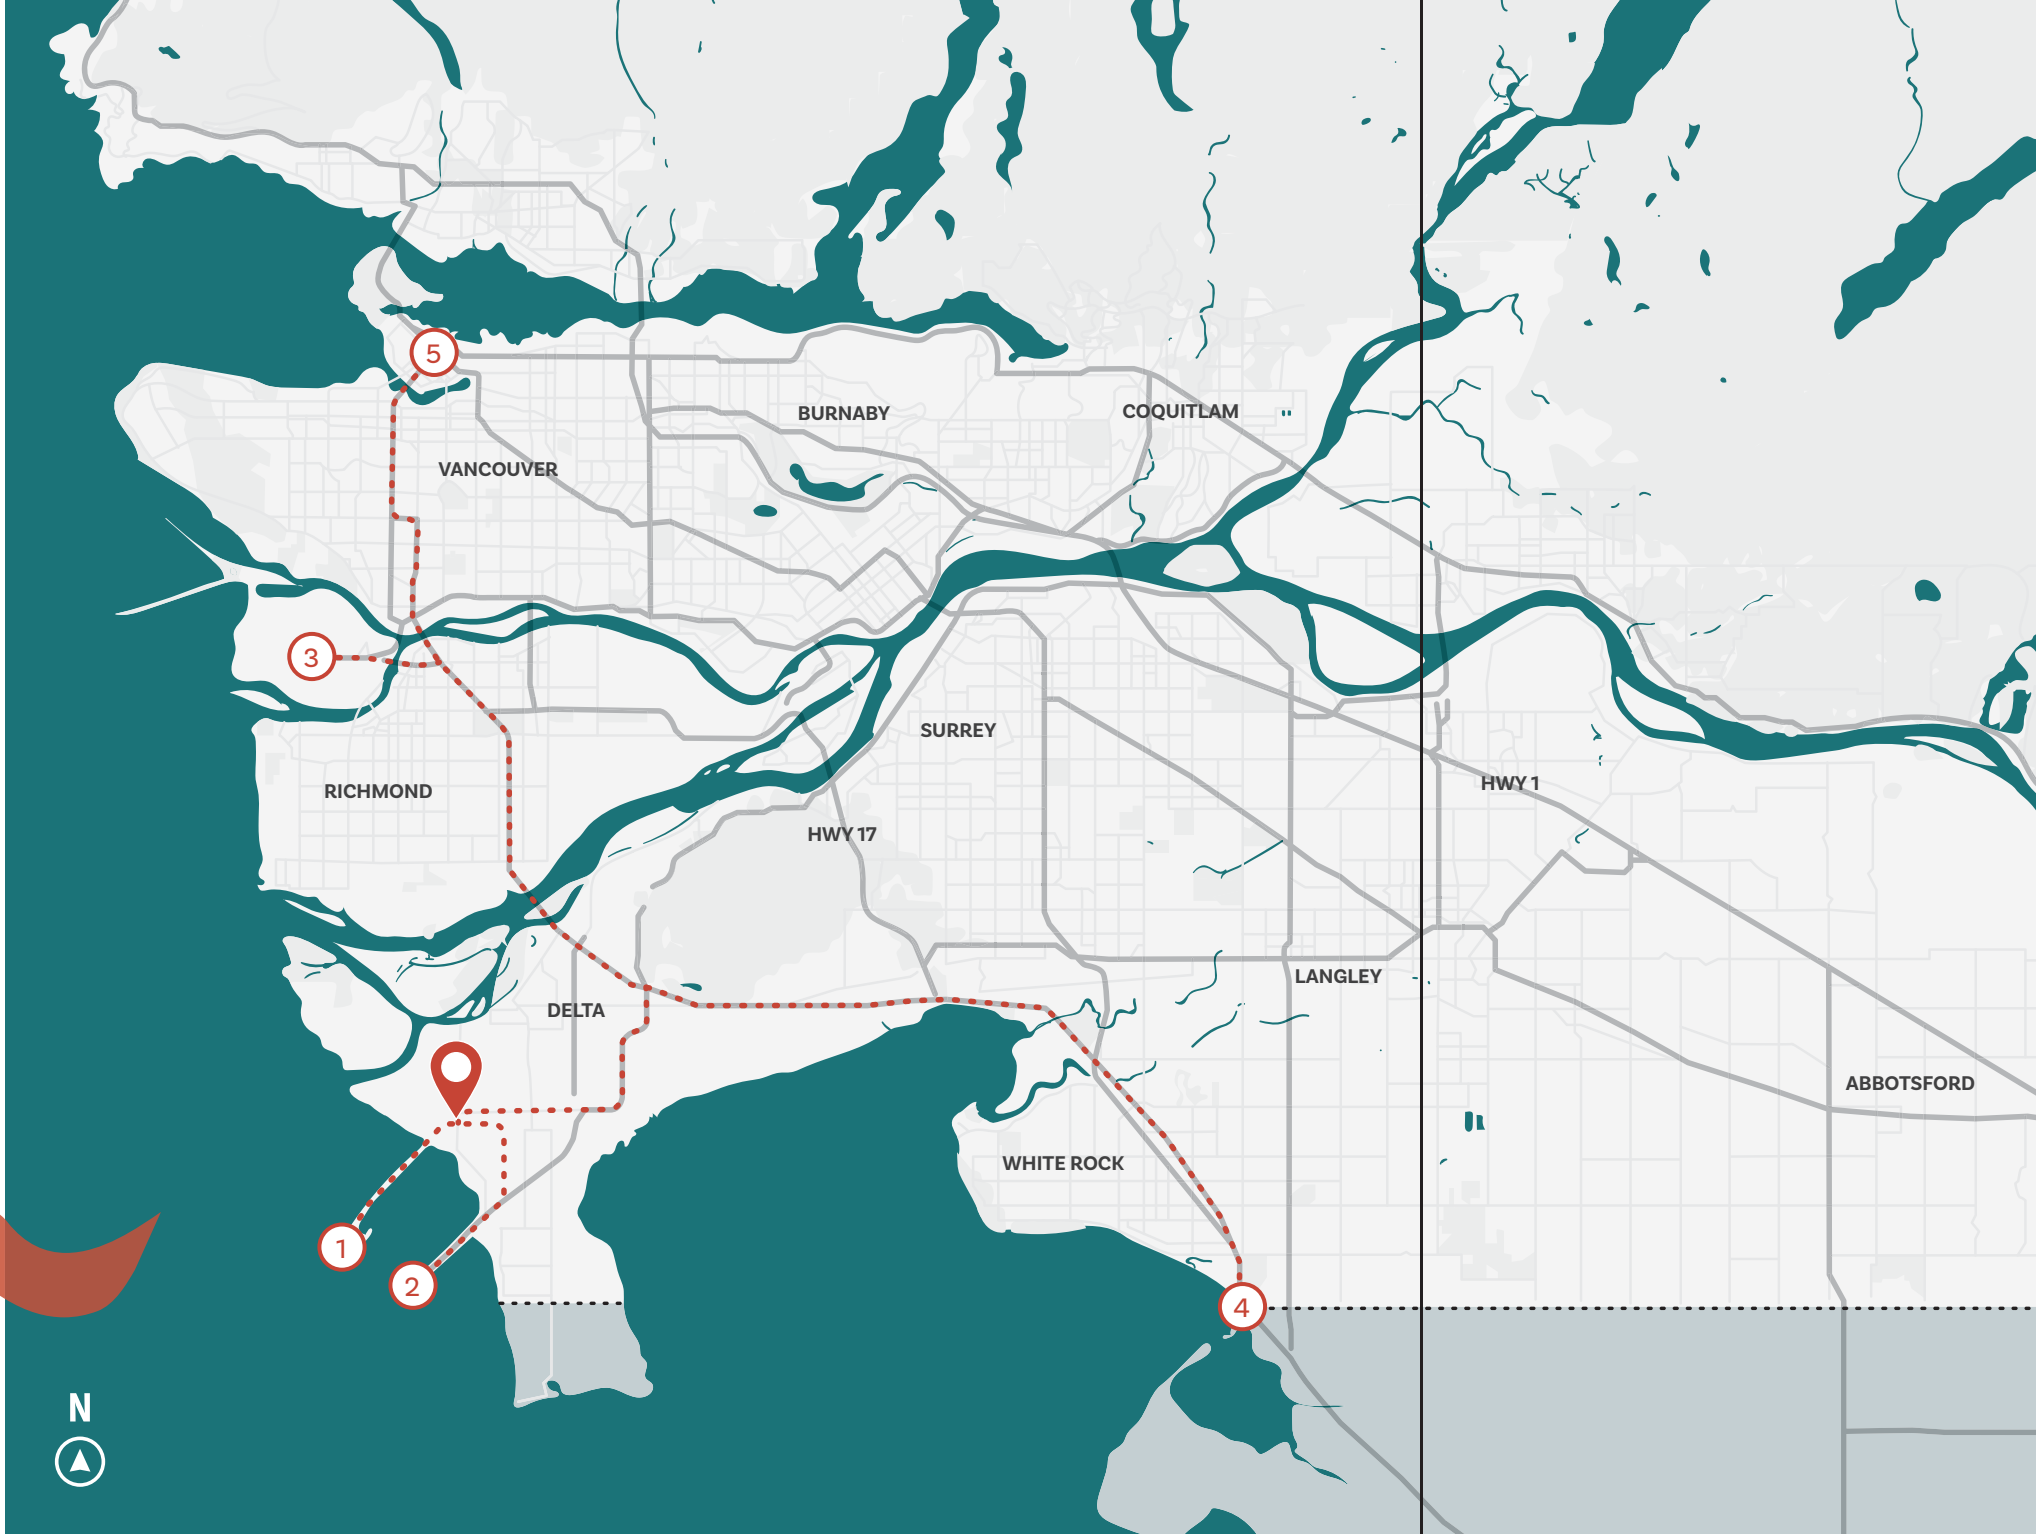 5
BURNABY
COQUITLAM
VANCOUVER
3
SURREY
RICHMOND
HWY 1
HWY 17
LANGLEY
DELTA
ABBOTSFORD
WHITE ROCK
1
2
4
N